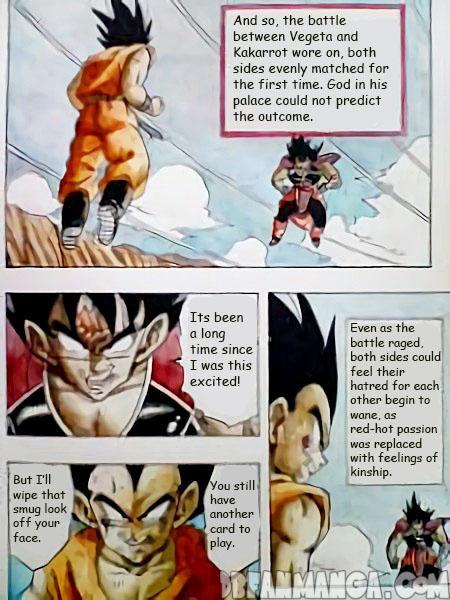 And so, the battle
between Vegeta and
Kakarrot wore on, both
sides evenly matched for
the first time. God in his
palace could not predict
the outcome.
Its been
a long
time since
I was this
excited!
Even as the
battle raged,
both sides could
feel their
hatred for each
other begin to
wane, as
red-hot passion
was replaced
with feelings of
kinship.
But I'll
wipe that
smug look
off your
face.
You still
have
another
card to
play.
DBEANMANGA.COM